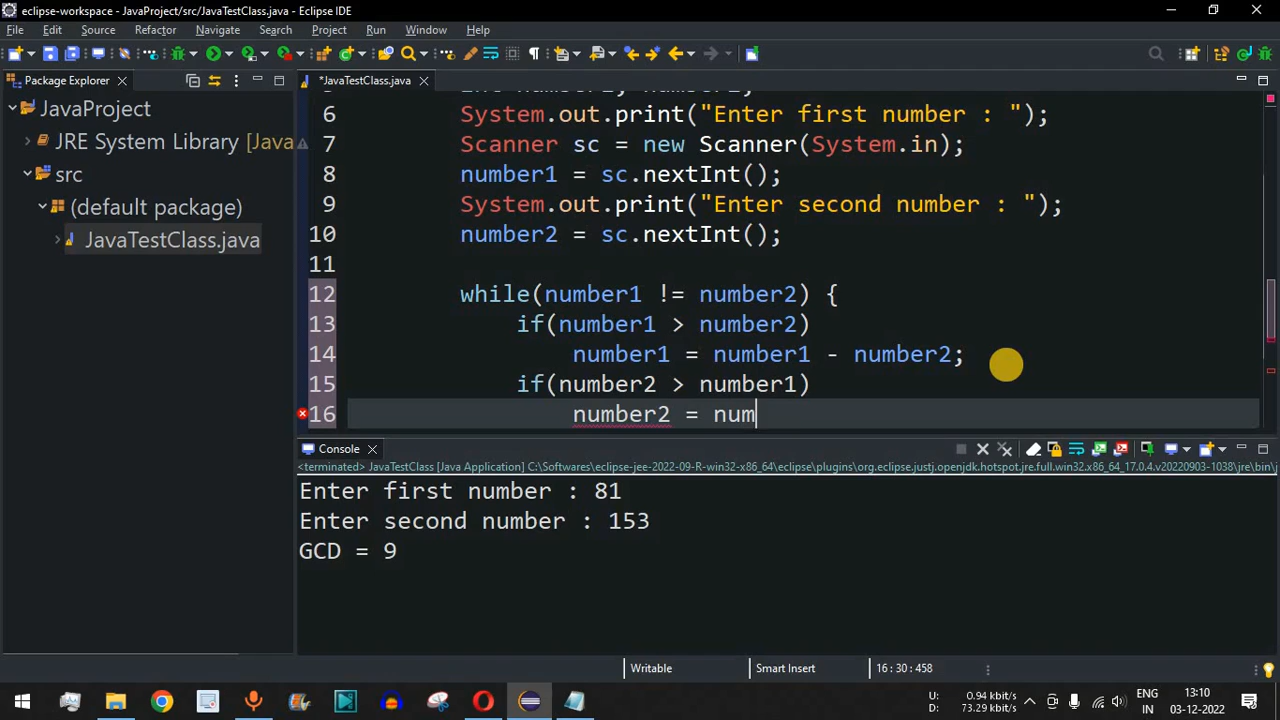 eclipse-workspace - JavaProject/src/JavaTestClass.java - Eclipse IDE
File Edit Source Refactor Navigate Search Project Run Window Help
Package Explorer
*JavaTestClass.java
JavaProject
JRE System Library [Java
src
(default package)
JavaTestClass.java
6 System.out.print("Enter first number : ");
7 Scanner sc = new Scanner(System.in);
8 number1 = sc.nextInt();
9 System.out.print("Enter second number : ");
10 number2 = sc.nextInt();
11
12 while(number1 != number2) {
13 if(number1 > number2)
14 number1 = number1 - number2;
15 if(number2 > number1)
16 number2 = num
Console
<terminated> JavaTestClass [Java Application] C:\Softwares\eclipse-jee-2022-09-R-win32-x86_64\eclipse\plugins\org.eclipse.justj.openjdk.hotspot.jre.full.win32.x86_64_17.0.4.v20220903-1038\jre\bin\j
Enter first number : 81
Enter second number : 153
GCD = 9
Writable Smart Insert 16 : 30 : 458
U: 0.94 kbit/s
D: 73.29 kbit/s
ENG
IN
13:10
03-12-2022